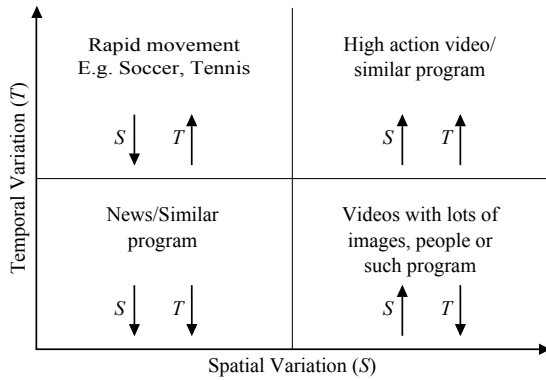 Temporal Variation (T)
Rapid movement
E.g. Soccer, Tennis
S T
High action video/
similar program
S T
News/Similar
program
S T
Videos with lots of
images, people or
such program
S T
Spatial Variation (S)